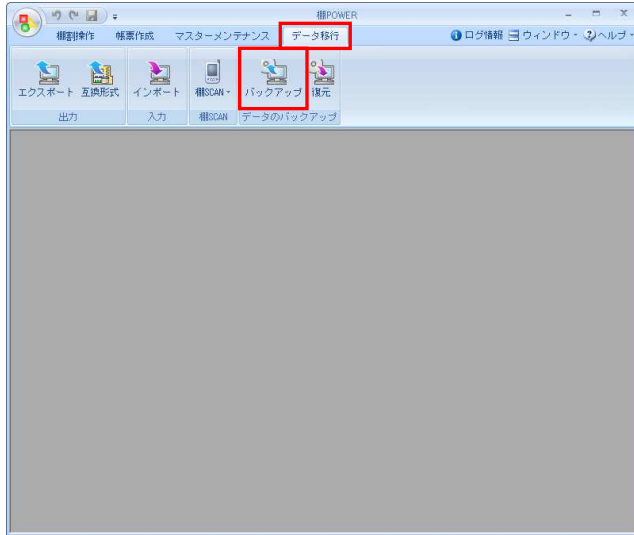 棚POWER
棚割操作 帳票作成 マスターメンテナンス データ移行 ログ情報 ウィンドウ ヘルプ
エクスポート 互換形式 インポート 棚SCAN バックアップ 復元
出力 入力 棚SCAN データのバックアップ